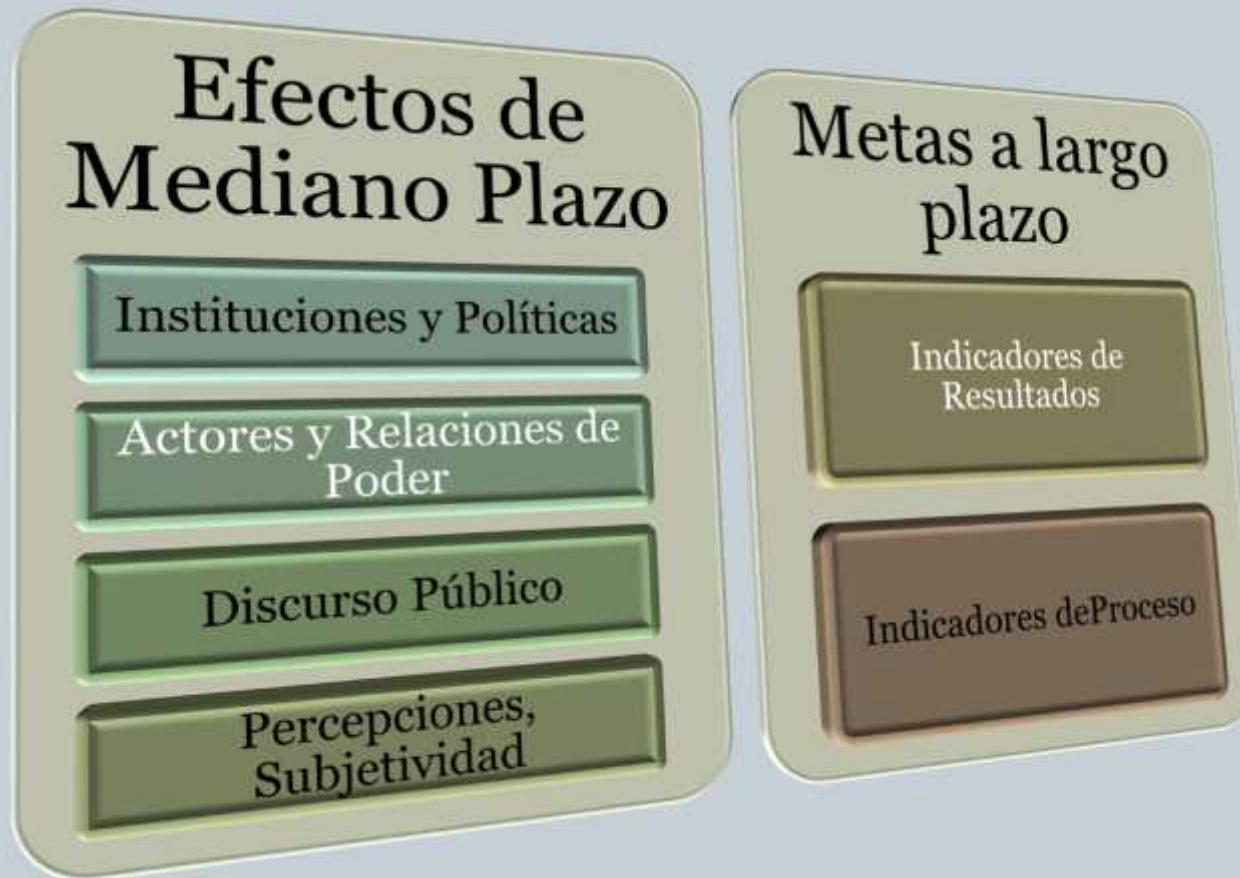 Efectos de
Mediano Plazo
Instituciones y Políticas
Actores y Relaciones de
Poder
Discurso Público
Percepciones,
Subjetividad
Metas a largo
plazo
Indicadores de
Resultados
Indicadores deProceso